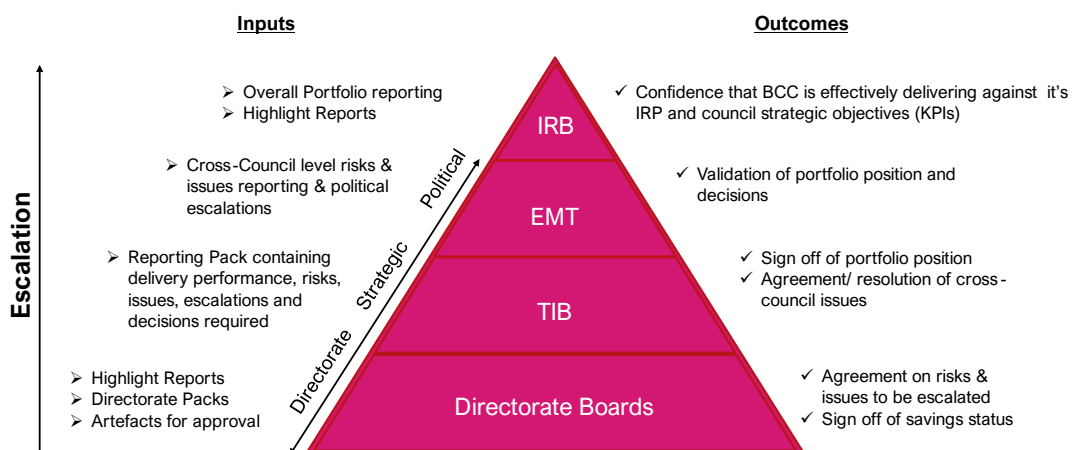 Inputs
Outcomes
Escalation
➢ Overall Portfolio reporting
➢ Highlight Reports
➢ Cross-Council level risks &
issues reporting & political
escalations
➢ Reporting Pack containing
delivery performance, risks,
issues, escalations and
decisions required
➢ Highlight Reports
➢ Directorate Packs
➢ Artefacts for approval
Political
Strategic
Directorate
IRB
EMT
TIB
Directorate Boards
✓ Confidence that BCC is effectively delivering against it's
IRP and council strategic objectives (KPIs)
✓ Validation of portfolio position and
decisions
✓ Sign off of portfolio position
✓ Agreement/ resolution of cross-
council issues
✓ Agreement on risks &
issues to be escalated
✓ Sign off of savings status